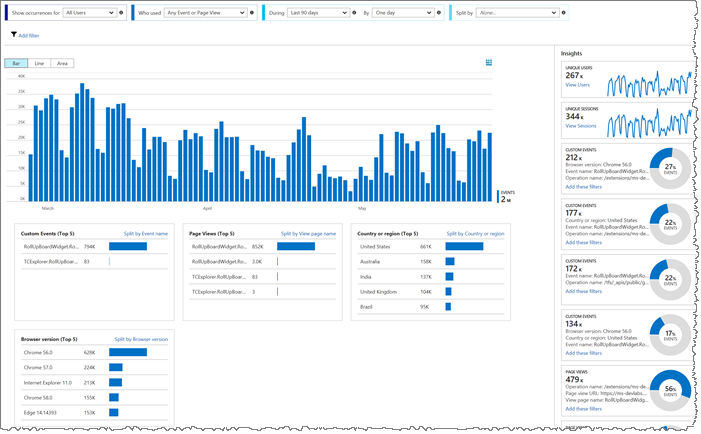 Show occurrences for All Users Who used Any Event or Page View During Last 90 days By One day Split by None...
Add filter
Bar Line Area
40K
35K
30K
25K
20K
15K
10K
5K
0K
March April May
EVENTS
2 M
Custom Events (Top 5) Split by Event name
RollUpBoardWidget.Ro... 794K
TCExplorer.RollUpBoar... 83
Page Views (Top 5) Split by View page name
RollUpBoardWidget.Ro... 852K
RollUpBoardWidget.Ro... 3.0K
TCExplorer.RollUpBoar... 83
TCExplorer.RollUpBoar... 3
Country or region (Top 5) Split by Country or region
United States 661K
Australia 158K
India 137K
United Kingdom 104K
Brazil 95K
Browser version (Top 5) Split by Browser version
Chrome 56.0 628K
Chrome 57.0 224K
Internet Explorer 11.0 213K
Chrome 58.0 155K
Edge 14.14393 153K
Insights
UNIQUE USERS
267 K
View Users
UNIQUE SESSIONS
344 K
View Sessions
CUSTOM EVENTS
212 K
Browser version: Chrome 56.0
Event name: RollUpBoardWidget.Ro...
Operation name: /extensions/ms-de...
Add these filters
27%
EVENTS
CUSTOM EVENTS
177 K
Country or region: United States
Event name: RollUpBoardWidget.Ro...
Operation name: /extensions/ms-dev...
Add these filters
22%
EVENTS
CUSTOM EVENTS
172 K
Event name: RollUpBoardWidget.Ro...
Operation name: /tfs/_apis/public/g...
Add these filters
22%
EVENTS
CUSTOM EVENTS
134 K
Browser version: Chrome 56.0
Country or region: United States
Event name: RollUpBoardWidget.Ro...
Add these filters
17%
EVENTS
PAGE VIEWS
479 K
Operation name: /extensions/ms-dev...
Page view URL: https://ms-devlabs...
View page name: RollUpBoardWidg...
Add these filters
56%
EVENTS